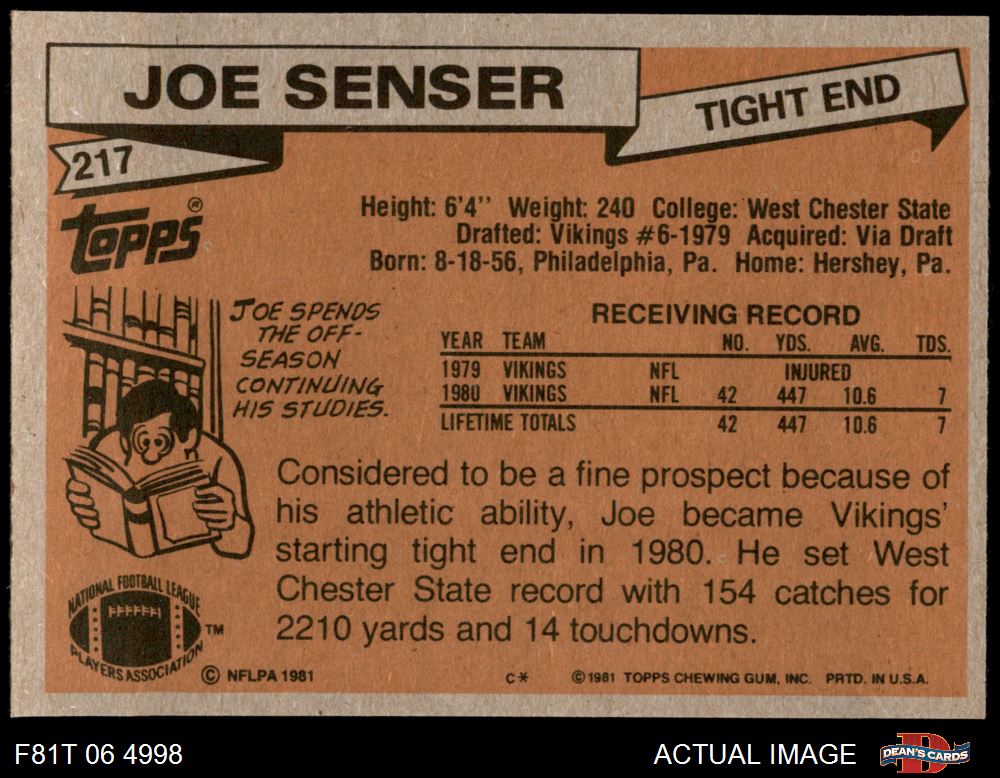 JOE SENSER
TIGHT END
217
TOPPS®
Height: 6'4'' Weight: 240 College: West Chester State
Drafted: Vikings #6-1979 Acquired: Via Draft
Born: 8-18-56, Philadelphia, Pa. Home: Hershey, Pa.
JOE SPENDS
THE OFF-
SEASON
CONTINUING
HIS STUDIES.
RECEIVING RECORD
YEAR TEAM NO. YDS. AVG. TDS.
1979 VIKINGS NFL INJURED
1980 VIKINGS NFL 42 447 10.6 7
LIFETIME TOTALS 42 447 10.6 7
Considered to be a fine prospect because of
his athletic ability, Joe became Vikings'
starting tight end in 1980. He set West
Chester State record with 154 catches for
2210 yards and 14 touchdowns.
NATIONAL FOOTBALL LEAGUE
PLAYERS ASSOCIATION
TM
© NFLPA 1981
C*
©1981 TOPPS CHEWING GUM, INC. PRTD. IN U.S.A.
F81T 06 4998
ACTUAL IMAGE
D
DEAN'S CARDS